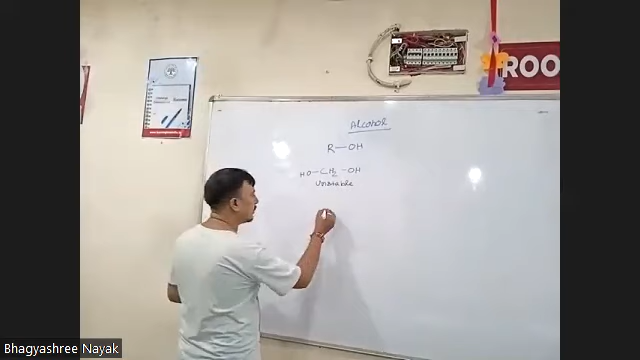 ROO
ALCOHOL
R—OH
HO—CH2—OH
Unstable
Bhagyashree Nayak